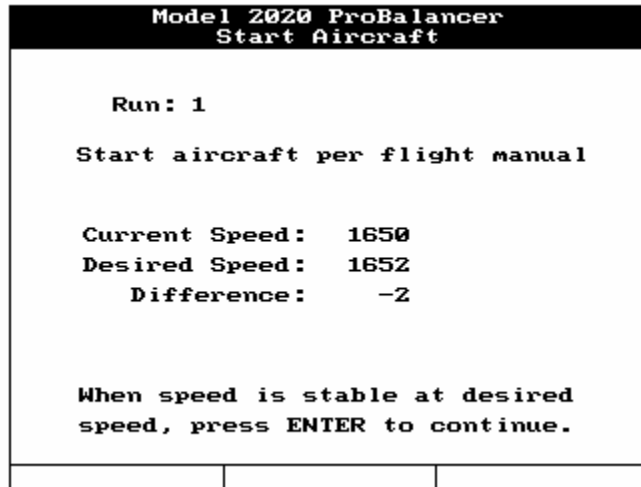 Model 2020 ProBalancer
Start Aircraft
Run: 1
Start aircraft per flight manual
Current Speed: 1650
Desired Speed: 1652
Difference: -2
When speed is stable at desired
speed, press ENTER to continue.